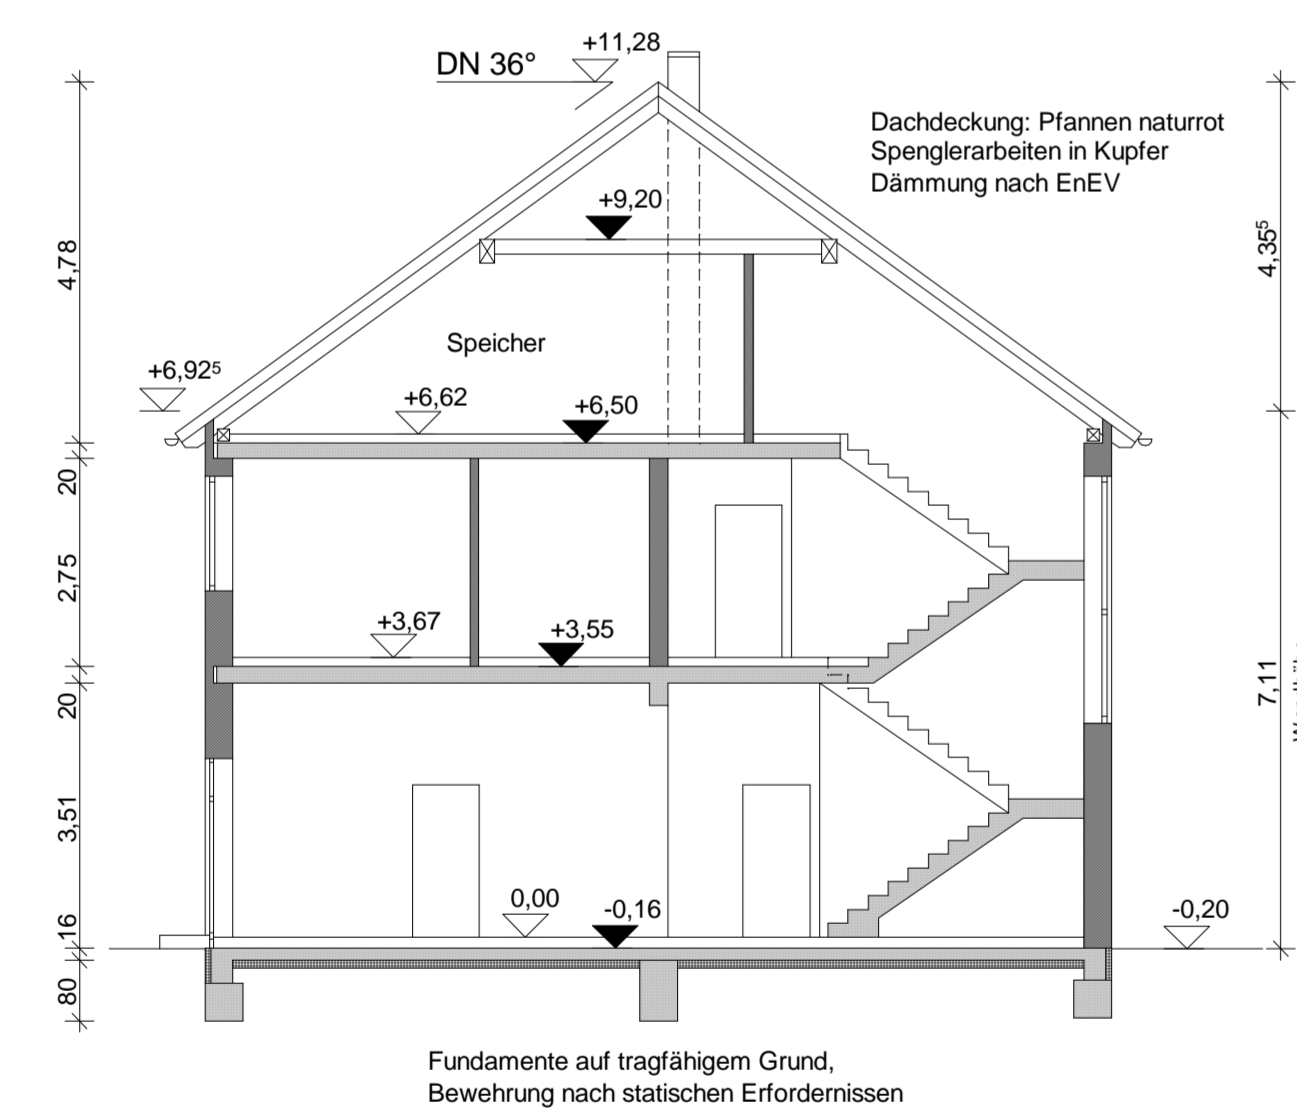 +11,28
DN 36°
Dachdeckung: Pfannen naturrot
Spenglerarbeiten in Kupfer
Dämmung nach EnEV
+9,20
4,78
4,35⁵
Speicher
+6,92⁵
+6,62
+6,50
20
2,75
+3,67
+3,55
20
7,11
3,51
0,00
-0,16
-0,20
16
80
Fundamente auf tragfähigem Grund,
Bewehrung nach statischen Erfordernissen